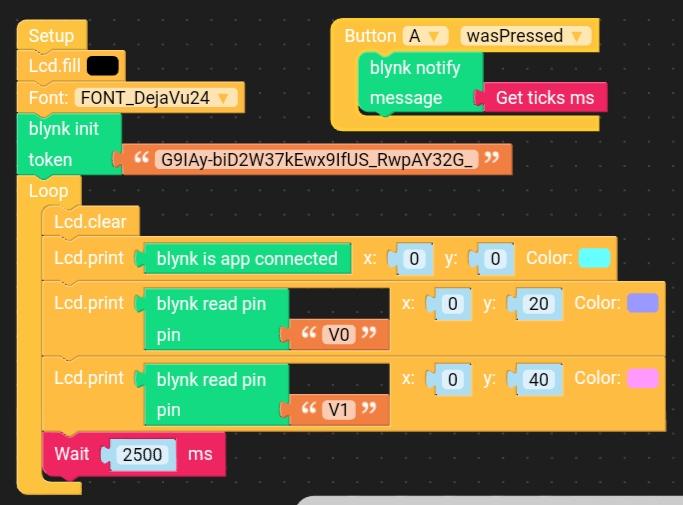 Setup
Lcd.fill
Font: FONT_DejaVu24
blynk init
token “ G9IAy-biD2W37kEwx9IfUS_RwpAY32G_ ”
Loop
Lcd.clear
Lcd.print blynk is app connected x: 0 y: 0 Color:
Lcd.print blynk read pin x: 0 y: 20 Color:
pin “ V0 ”
Lcd.print blynk read pin x: 0 y: 40 Color:
pin “ V1 ”
Wait 2500 ms
Button A wasPressed
blynk notify
message Get ticks ms